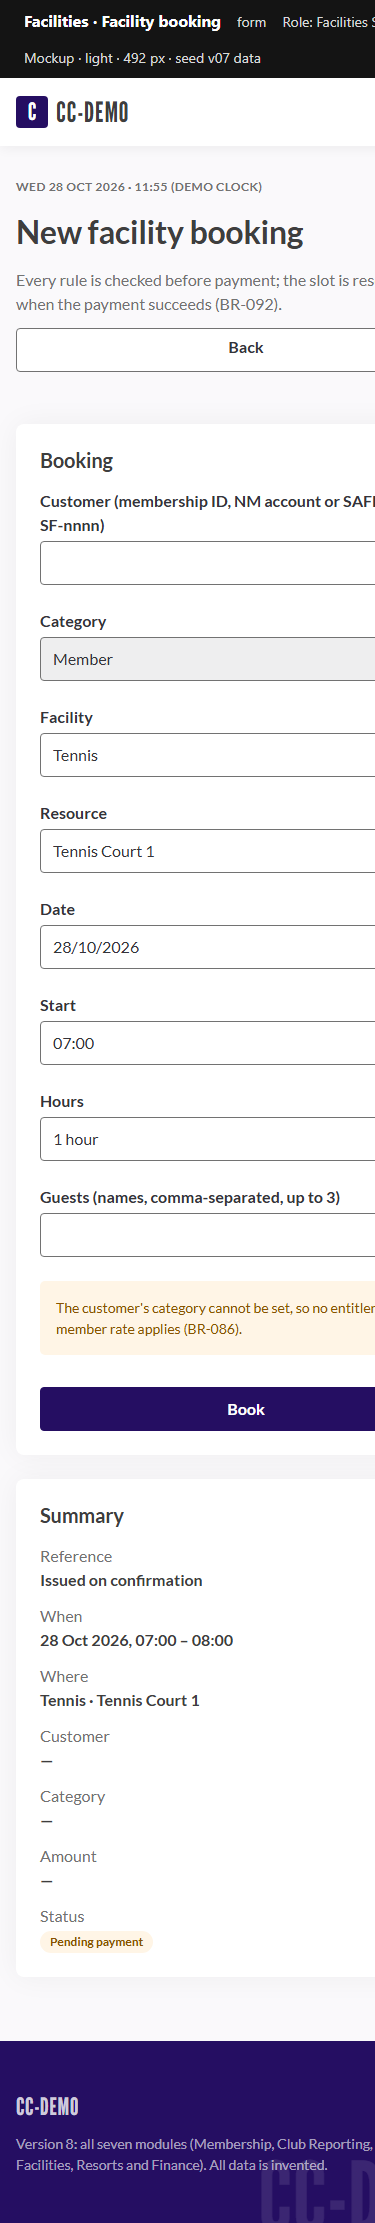 Facilities · Facility booking form Role: Facilities
Mockup · light · 492 px · seed v07 data
C CC-DEMO
WED 28 OCT 2026 · 11:55 (DEMO CLOCK)
New facility booking
Every rule is checked before payment; the slot is res
when the payment succeeds (BR-092).
Back
Booking
Customer (membership ID, NM account or SAF
SF-nnnn)
Category
Member
Facility
Tennis
Resource
Tennis Court 1
Date
28/10/2026
Start
07:00
Hours
1 hour
Guests (names, comma-separated, up to 3)
The customer's category cannot be set, so no entitler
member rate applies (BR-086).
Book
Summary
Reference
Issued on confirmation
When
28 Oct 2026, 07:00 – 08:00
Where
Tennis · Tennis Court 1
Customer
—
Category
—
Amount
—
Status
Pending payment
CC-DEMO
Version 8: all seven modules (Membership, Club Reporting,
Facilities, Resorts and Finance). All data is invented.
CC-D